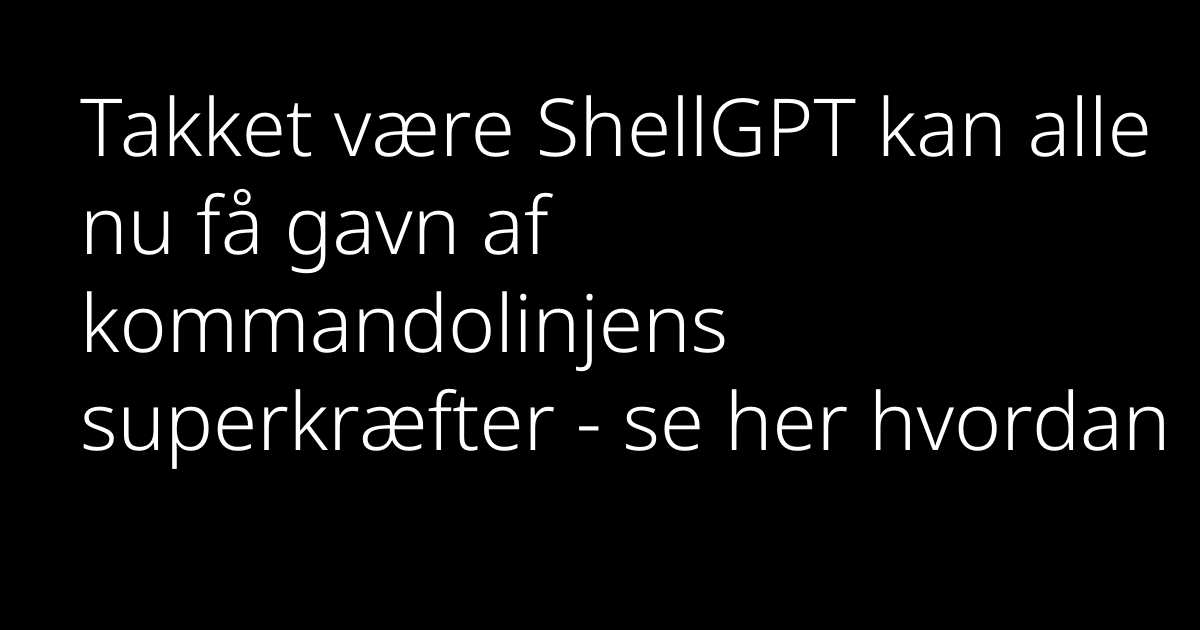 Takket være ShellGPT kan alle
nu få gavn af
kommandolinjens
superkræfter - se her hvordan